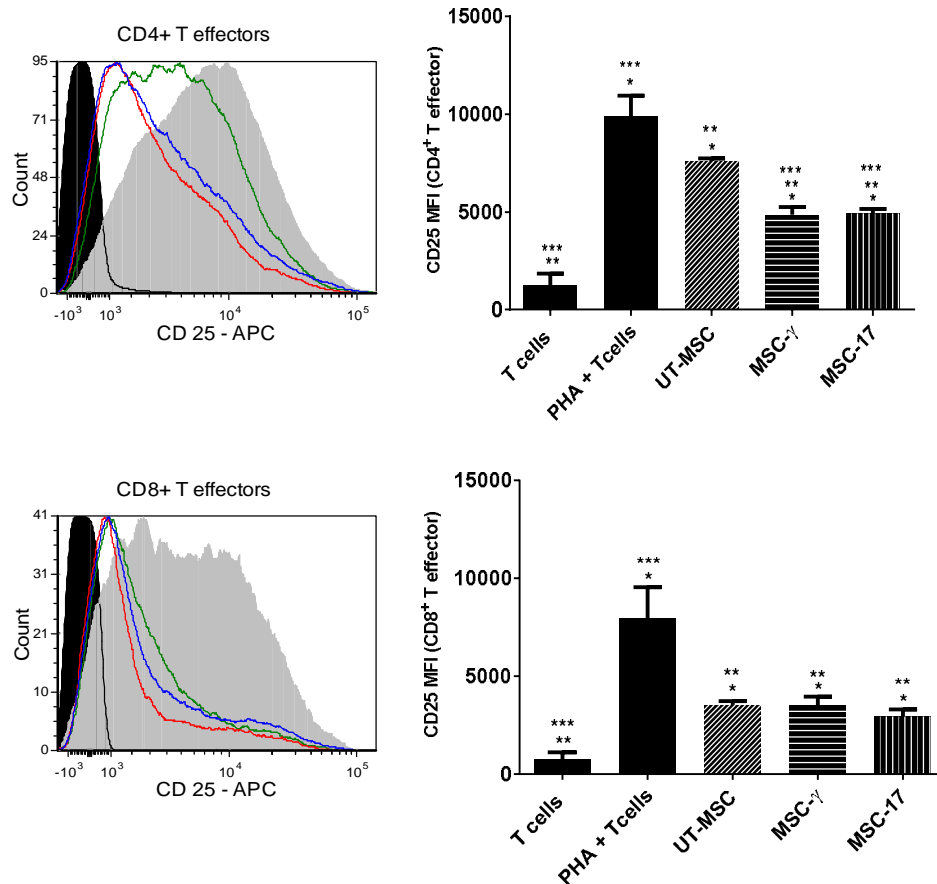 CD4+ T effectors
95
71
48
24
0
Count
-10³ 10³ 10⁴ 10⁵
CD 25 - APC
15000
10000
5000
0
CD25 MFI (CD4⁺ T effector)
***
**
***
*
**
*
***
**
*
***
**
*
T cells
PHA + Tcells
UT-MSC
MSC-γ
MSC-17
CD8+ T effectors
41
31
21
10
0
Count
-10³ 10³ 10⁴ 10⁵
CD 25 - APC
15000
10000
5000
0
CD25 MFI (CD8⁺ T effector)
***
**
***
*
**
*
**
*
**
*
T cells
PHA + Tcells
UT-MSC
MSC-γ
MSC-17